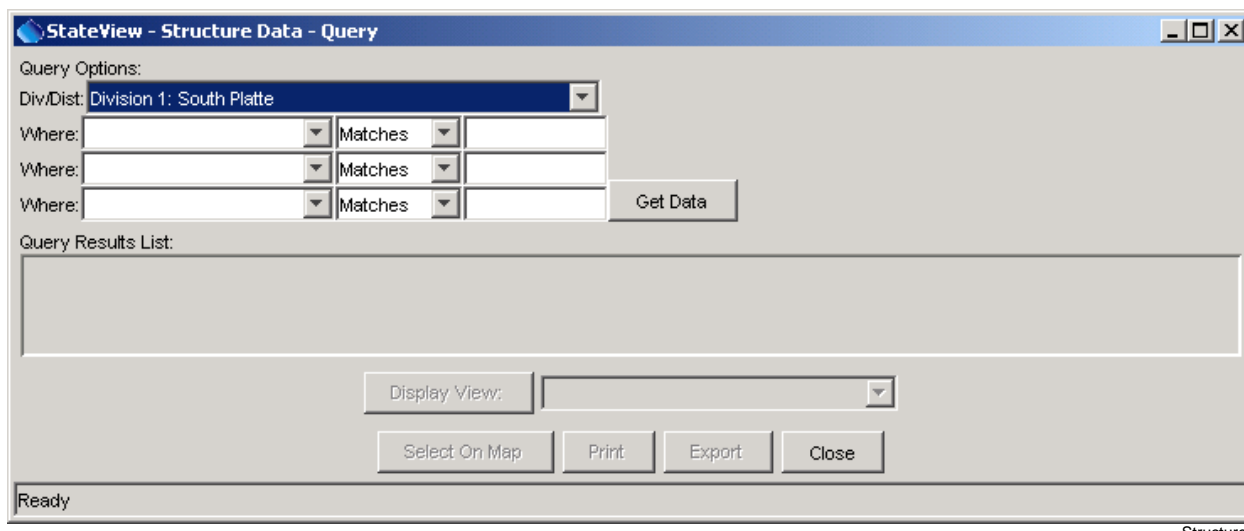 StateView - Structure Data - Query
Query Options:
Div/Dist: Division 1: South Platte
Where: Matches
Where: Matches
Where: Matches Get Data
Query Results List:
Display View:
Select On Map Print Export Close
Ready
Structure